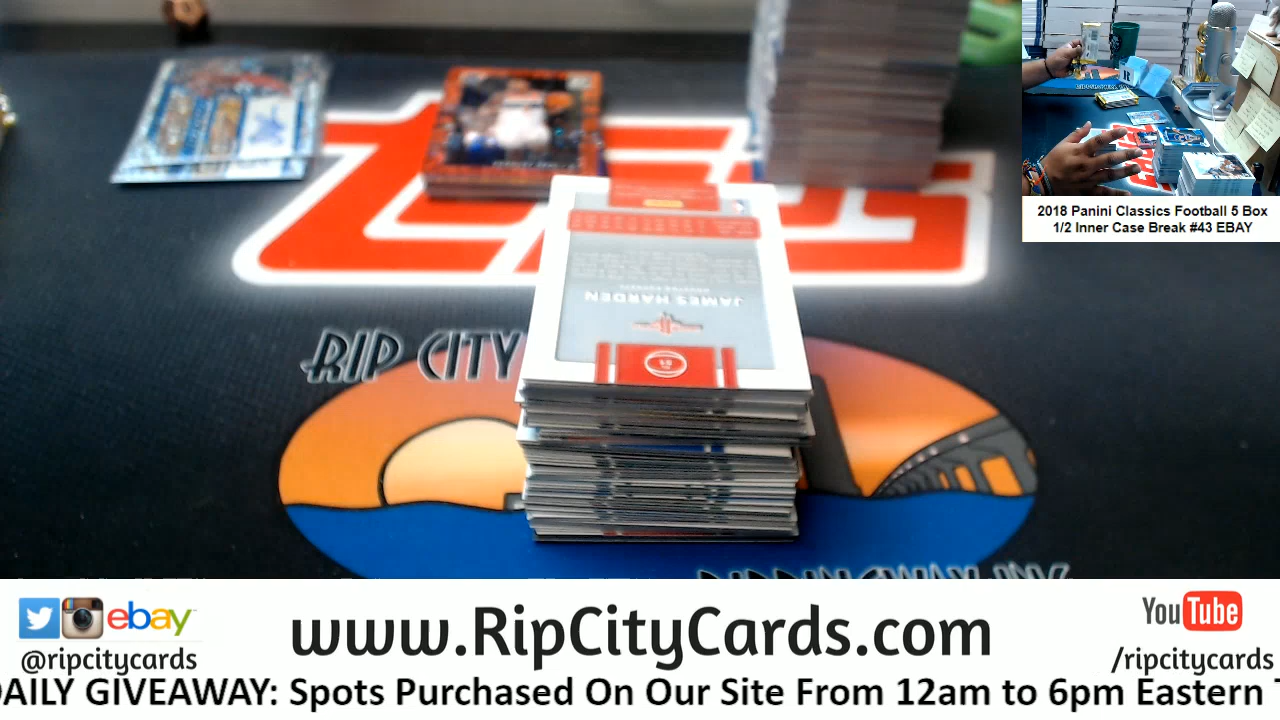 RIP CITY
JAMES HARDEN
2018 Panini Classics Football 5 Box
1/2 Inner Case Break #43 EBAY
ebay
@ripcitycards
www.RipCityCards.com
YouTube
/ripcitycards
DAILY GIVEAWAY: Spots Purchased On Our Site From 12am to 6pm Eastern